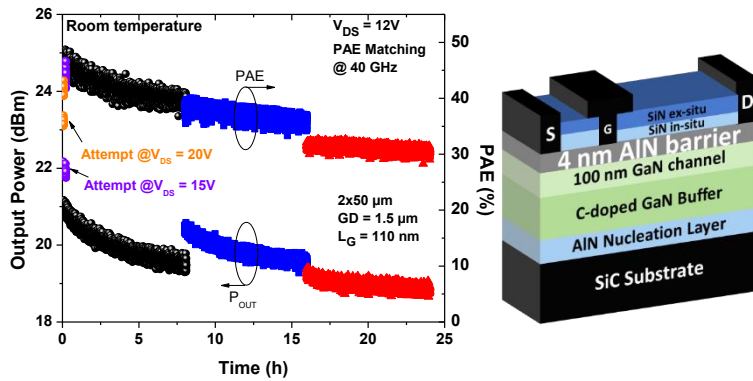 Room temperature
V_DS = 12V
PAE Matching
@ 40 GHz
PAE
Attempt @V_DS = 20V
Attempt @V_DS = 15V
2x50 µm
GD = 1.5 µm
L_G = 110 nm
P_OUT
Output Power (dBm)
26
24
22
20
18
PAE (%)
50
40
30
20
10
0
0
5
10
15
20
25
Time (h)
S
G
D
SiN ex-situ
SiN in-situ
4 nm AlN barrier
100 nm GaN channel
C-doped GaN Buffer
AlN Nucleation Layer
SiC Substrate